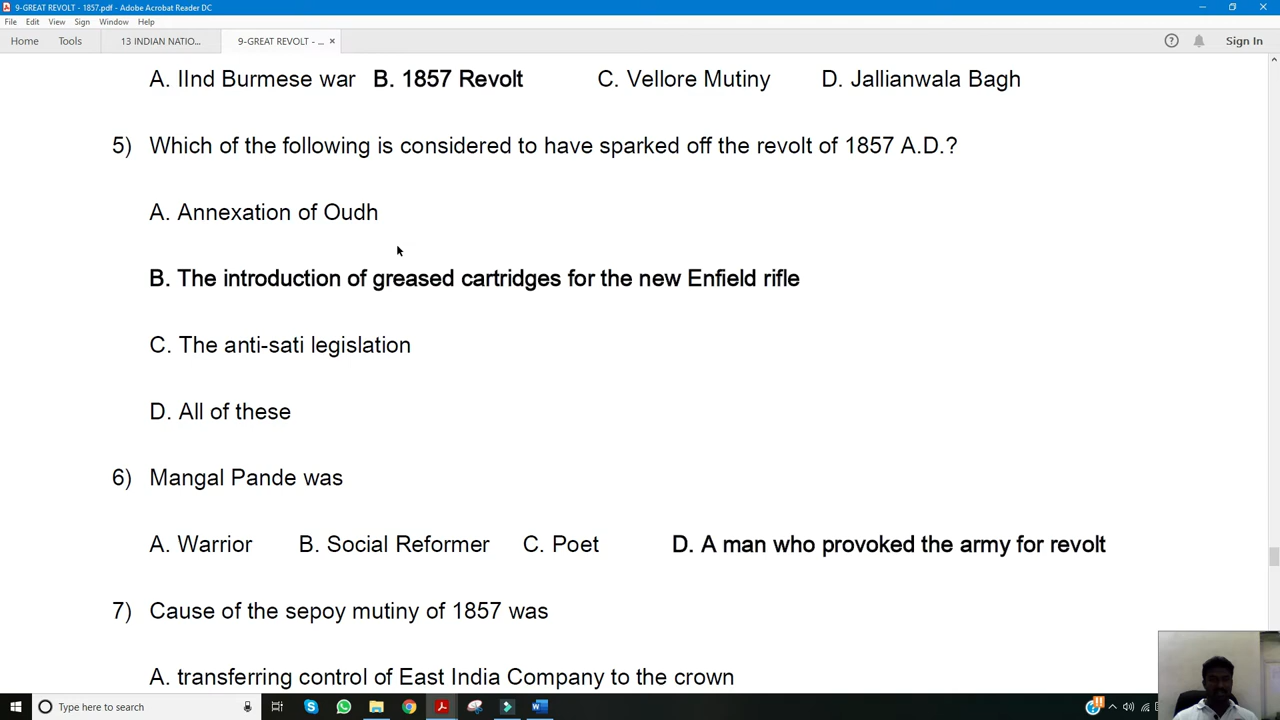 9-GREAT REVOLT - 1857.pdf - Adobe Acrobat Reader DC
File Edit View Sign Window Help
Home Tools 13 INDIAN NATIO... 9-GREAT REVOLT - ... × Sign In
A. IInd Burmese war B. 1857 Revolt C. Vellore Mutiny D. Jallianwala Bagh
5) Which of the following is considered to have sparked off the revolt of 1857 A.D.?
A. Annexation of Oudh
B. The introduction of greased cartridges for the new Enfield rifle
C. The anti-sati legislation
D. All of these
6) Mangal Pande was
A. Warrior B. Social Reformer C. Poet D. A man who provoked the army for revolt
7) Cause of the sepoy mutiny of 1857 was
A. transferring control of East India Company to the crown
Type here to search